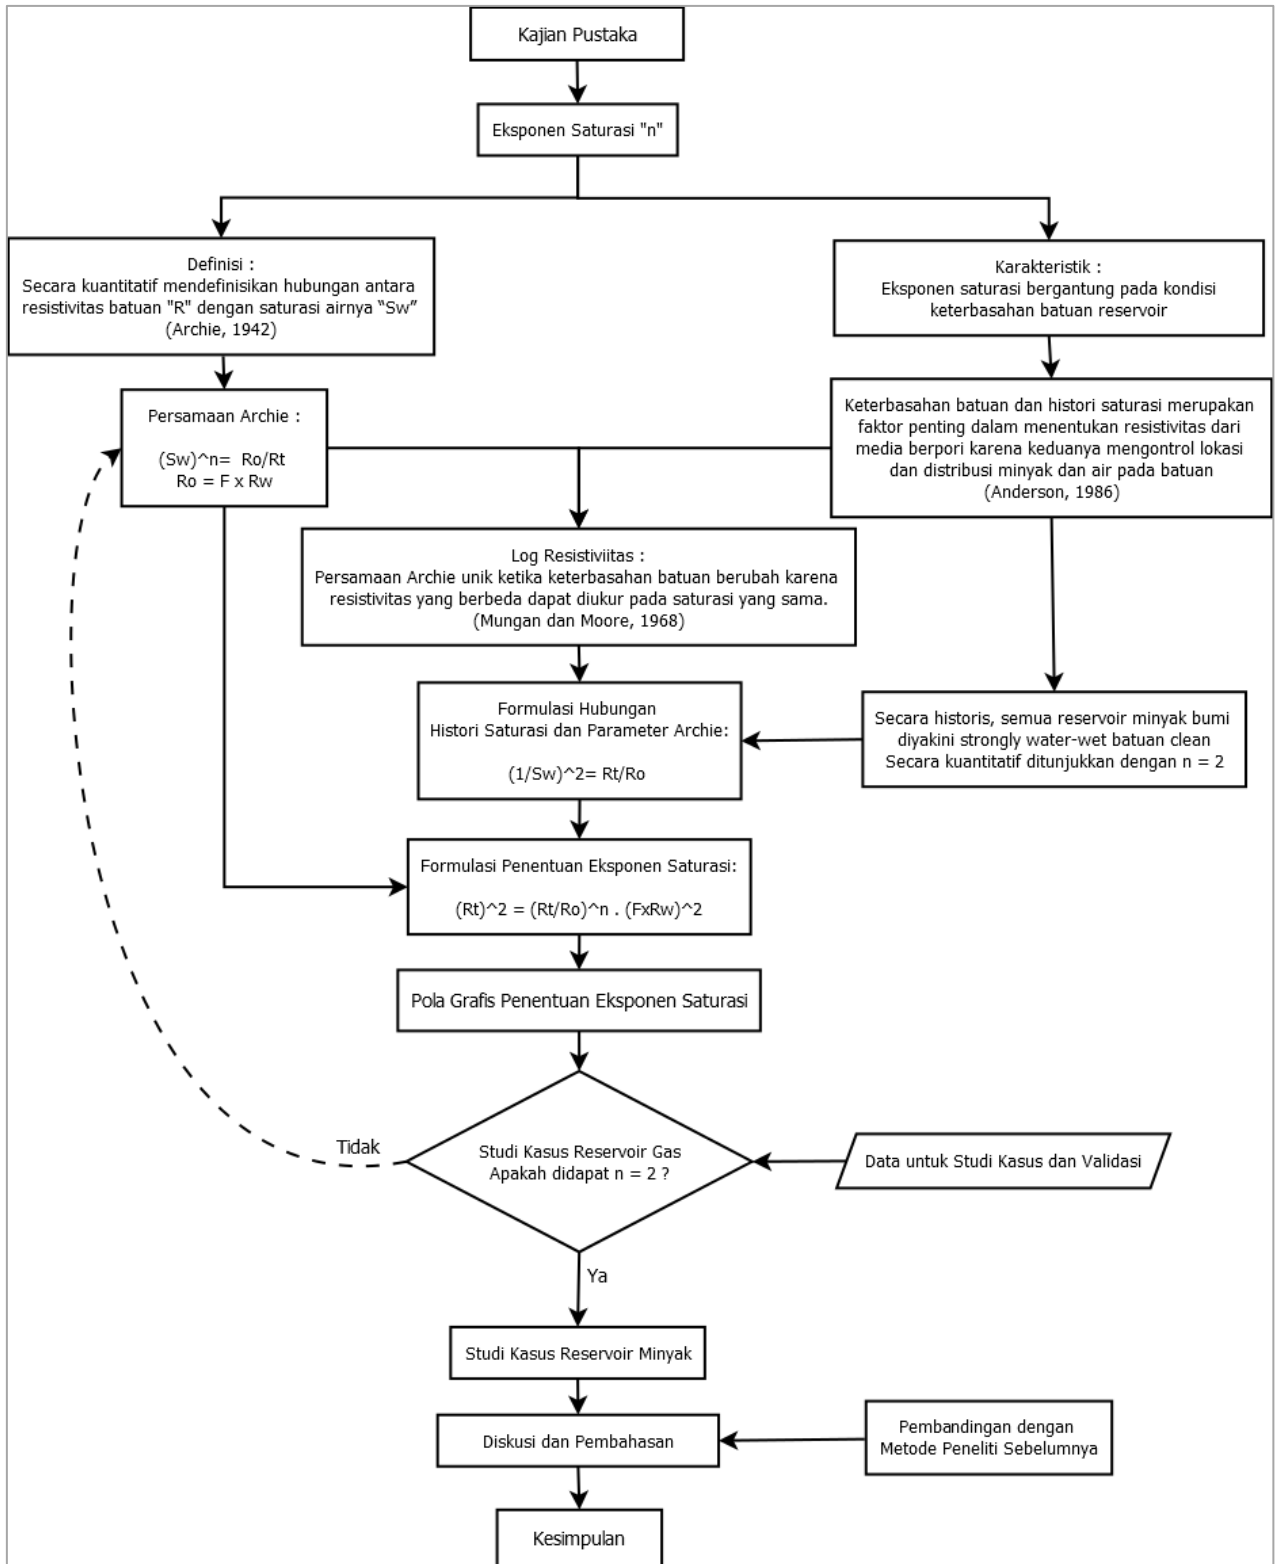 Kajian Pustaka
Eksponen Saturasi "n"
Definisi :
Secara kuantitatif mendefinisikan hubungan antara
resistivitas batuan "R" dengan saturasi airnya “Sw”
(Archie, 1942)
Karakteristik :
Eksponen saturasi bergantung pada kondisi
keterbasahan batuan reservoir
Persamaan Archie :
(Sw)^n=  Ro/Rt
Ro = F x Rw
Keterbasahan batuan dan histori saturasi merupakan
faktor penting dalam menentukan resistivitas dari
media berpori karena keduanya mengontrol lokasi
dan distribusi minyak dan air pada batuan
(Anderson, 1986)
Log Resistiviitas :
Persamaan Archie unik ketika keterbasahan batuan berubah karena
resistivitas yang berbeda dapat diukur pada saturasi yang sama.
(Mungan dan Moore, 1968)
Formulasi Hubungan
Histori Saturasi dan Parameter Archie:
(1/Sw)^2= Rt/Ro
Secara historis, semua reservoir minyak bumi
diyakini strongly water-wet batuan clean
Secara kuantitatif ditunjukkan dengan n = 2
Formulasi Penentuan Eksponen Saturasi:
(Rt)^2 = (Rt/Ro)^n . (FxRw)^2
Pola Grafis Penentuan Eksponen Saturasi
Tidak
Studi Kasus Reservoir Gas
Apakah didapat n = 2 ?
Data untuk Studi Kasus dan Validasi
Ya
Studi Kasus Reservoir Minyak
Diskusi dan Pembahasan
Pembandingan dengan
Metode Peneliti Sebelumnya
Kesimpulan